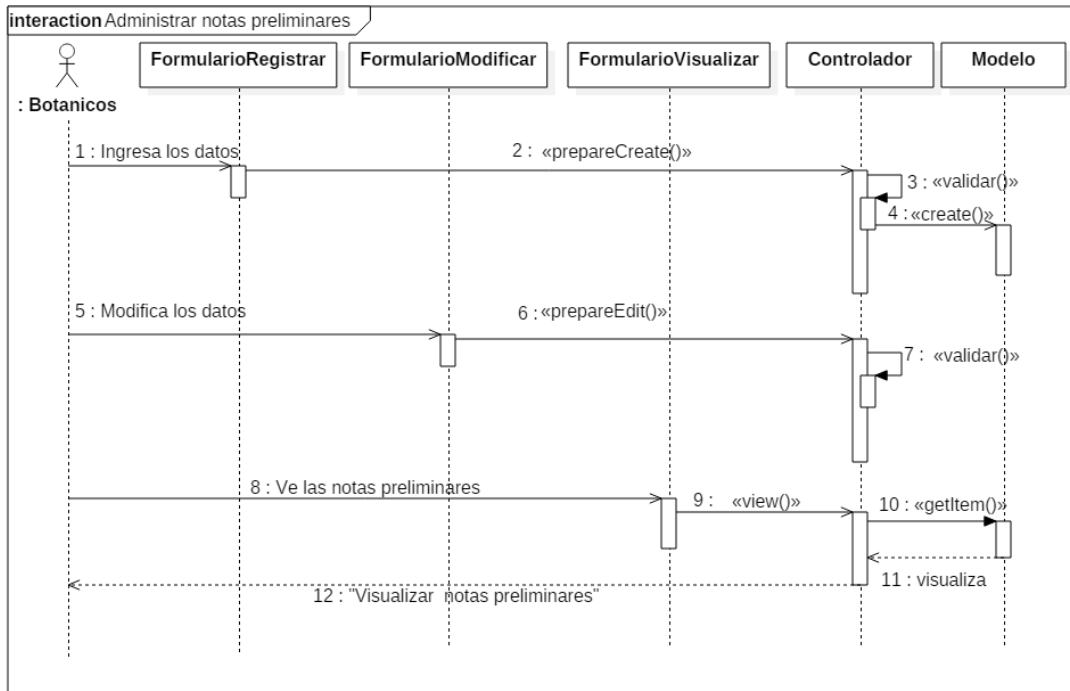 interaction Administrar notas preliminares
: Botanicos
FormularioRegistrar
FormularioModificar
FormularioVisualizar
Controlador
Modelo
1 : Ingresa los datos
2 : «prepareCreate()»
3 : «validar()»
4 : «create()»
5 : Modifica los datos
6 : «prepareEdit()»
7 : «validar()»
8 : Ve las notas preliminares
9 : «view()»
10 : «getItem()»
11 : visualiza
12 : "Visualizar notas preliminares"